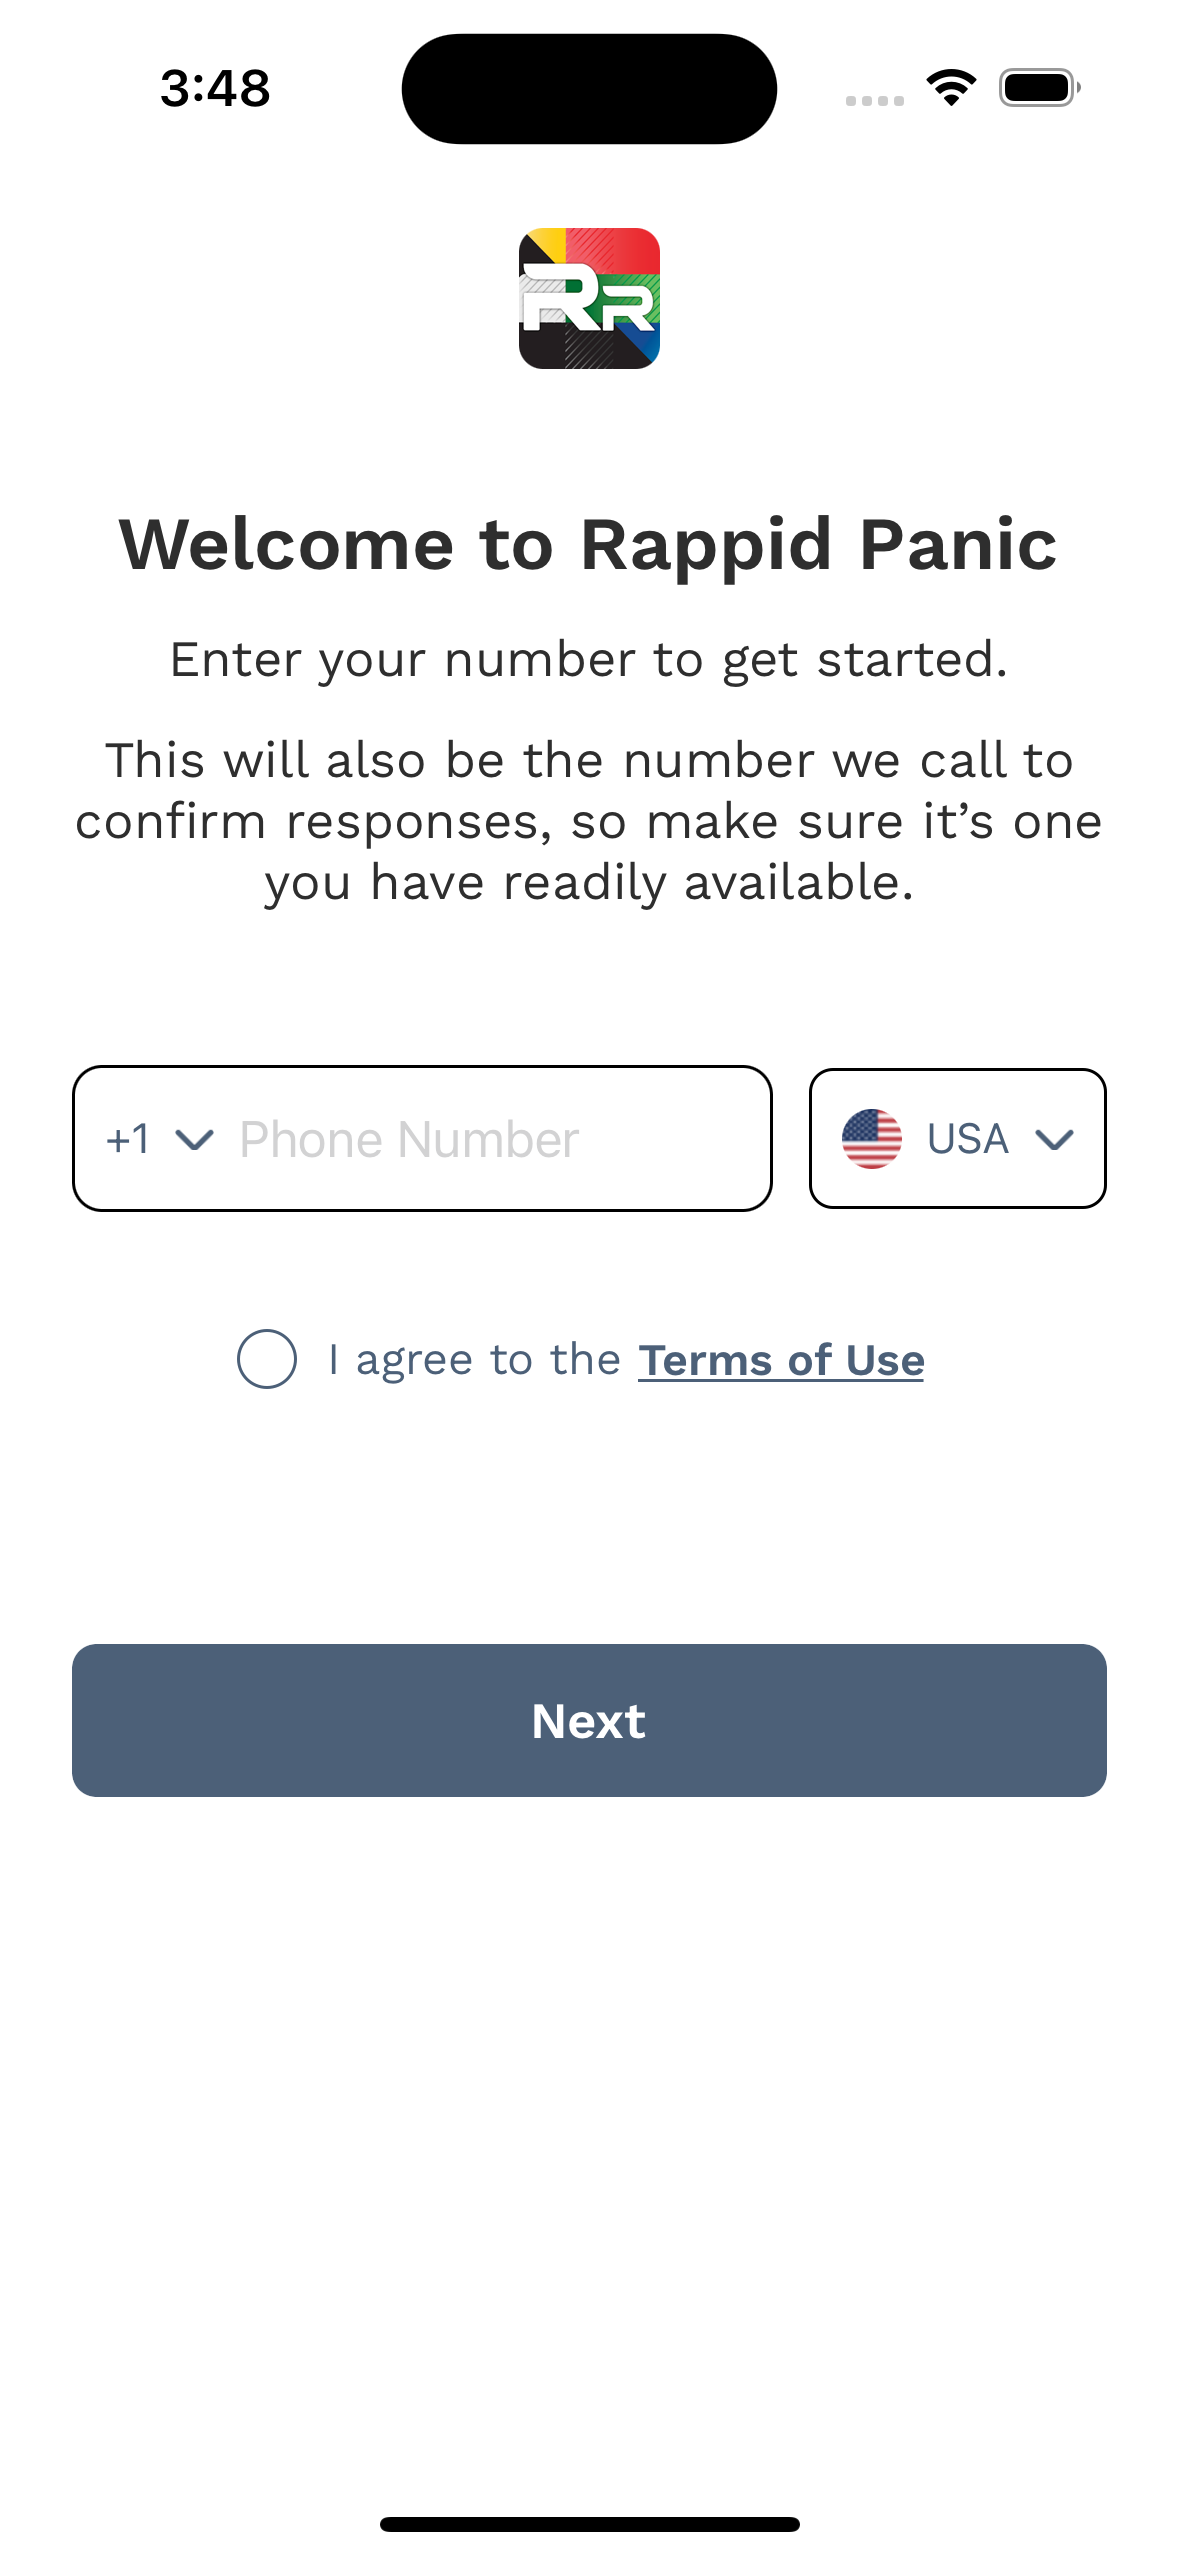 3:48
RR
Welcome to Rappid Panic
Enter your number to get started.
This will also be the number we call to
confirm responses, so make sure it’s one
you have readily available.
+1 Phone Number USA
I agree to the Terms of Use
Next